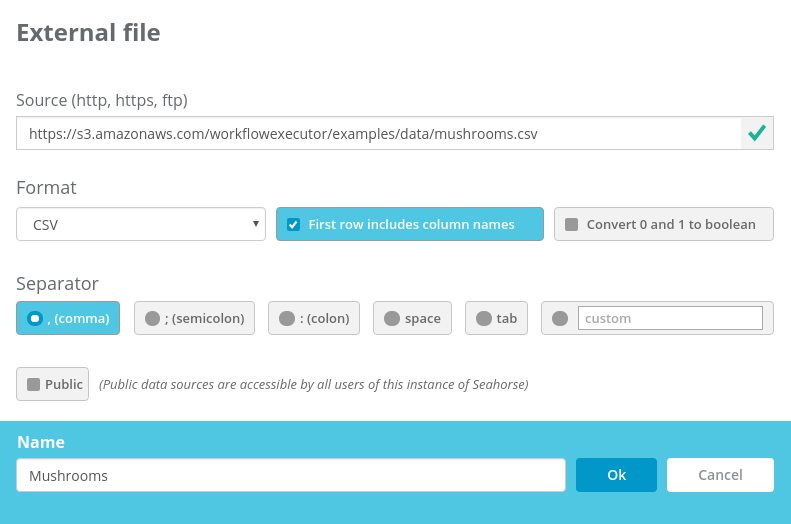 External file
Source (http, https, ftp)
https://s3.amazonaws.com/workflowexecutor/examples/data/mushrooms.csv
Format
CSV First row includes column names Convert 0 and 1 to boolean
Separator
, (comma) ; (semicolon) : (colon) space tab custom
Public (Public data sources are accessible by all users of this instance of Seahorse)
Name
Mushrooms Ok Cancel